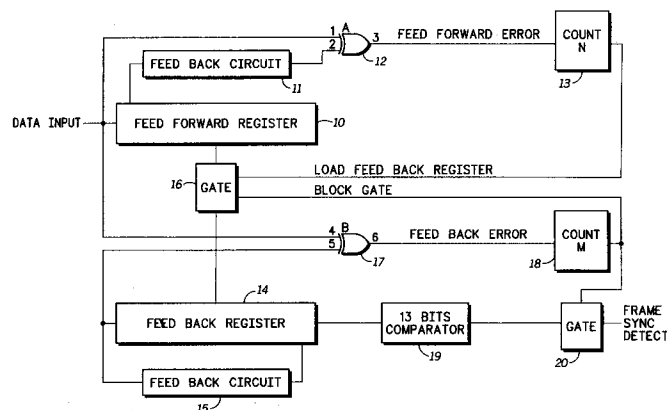 A
1
2
3
FEED FORWARD ERROR
COUNT
N
12
13
FEED BACK CIRCUIT
11
DATA INPUT
FEED FORWARD REGISTER
10
16
GATE
LOAD FEED BACK REGISTER
BLOCK GATE
B
4
5
6
FEED BACK ERROR
COUNT
M
17
18
14
FEED BACK REGISTER
13 BITS
COMPARATOR
19
GATE
20
FRAME
SYNC
DETECT
FEED BACK CIRCUIT
15